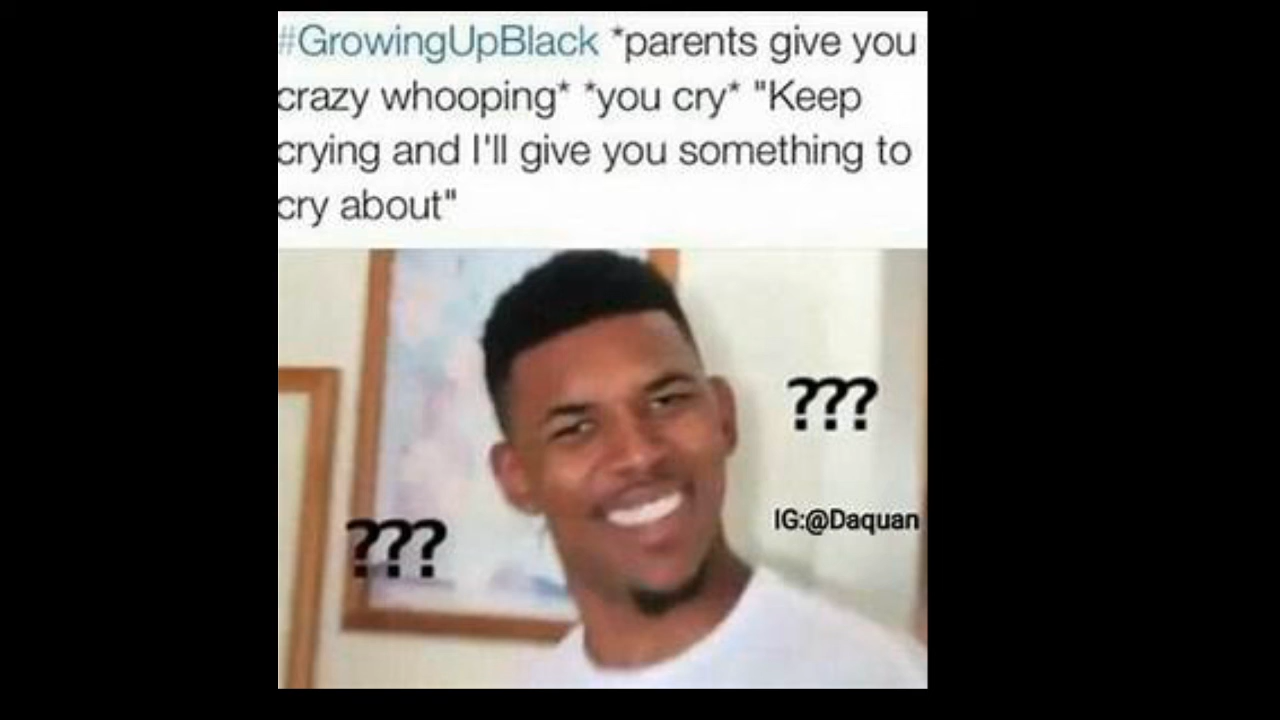 #GrowingUpBlack *parents give you
crazy whooping* *you cry* "Keep
crying and I'll give you something to
cry about"
???
IG:@Daquan
???